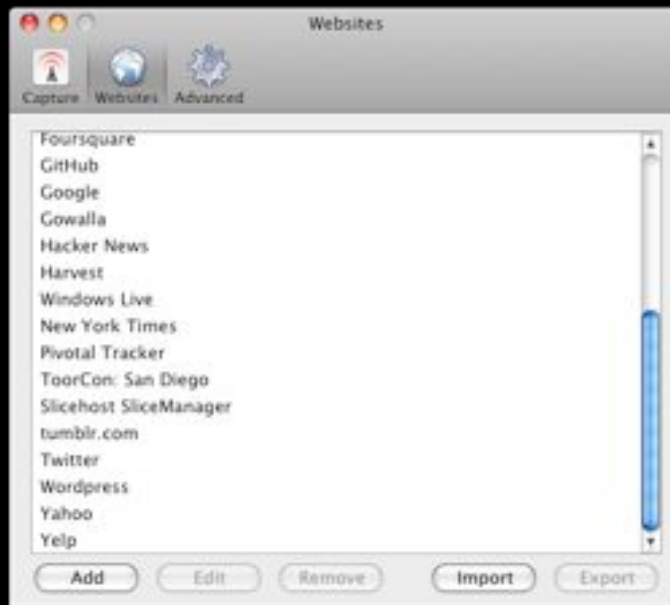 Websites
Capture Websites Advanced
Foursquare
GitHub
Google
Gowalla
Hacker News
Harvest
Windows Live
New York Times
Pivotal Tracker
ToorCon: San Diego
Slicehost SliceManager
tumblr.com
Twitter
Wordpress
Yahoo
Yelp
Add Edit Remove Import Export